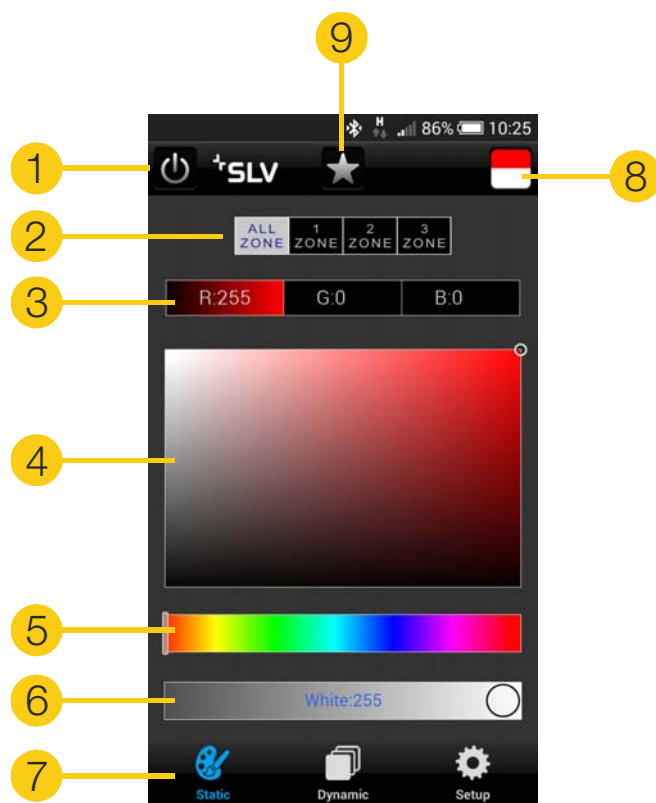 9
H 86% 10:25
1 SLV 8
2 ALL ZONE 1 ZONE 2 ZONE 3 ZONE
3 R:255 G:0 B:0
4
5
6 White:255
7 Static Dynamic Setup